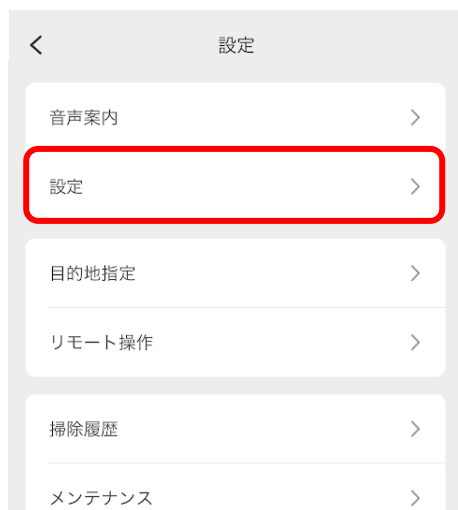 設定
音声案内
設定
目的地指定
リモート操作
掃除履歴
メンテナンス